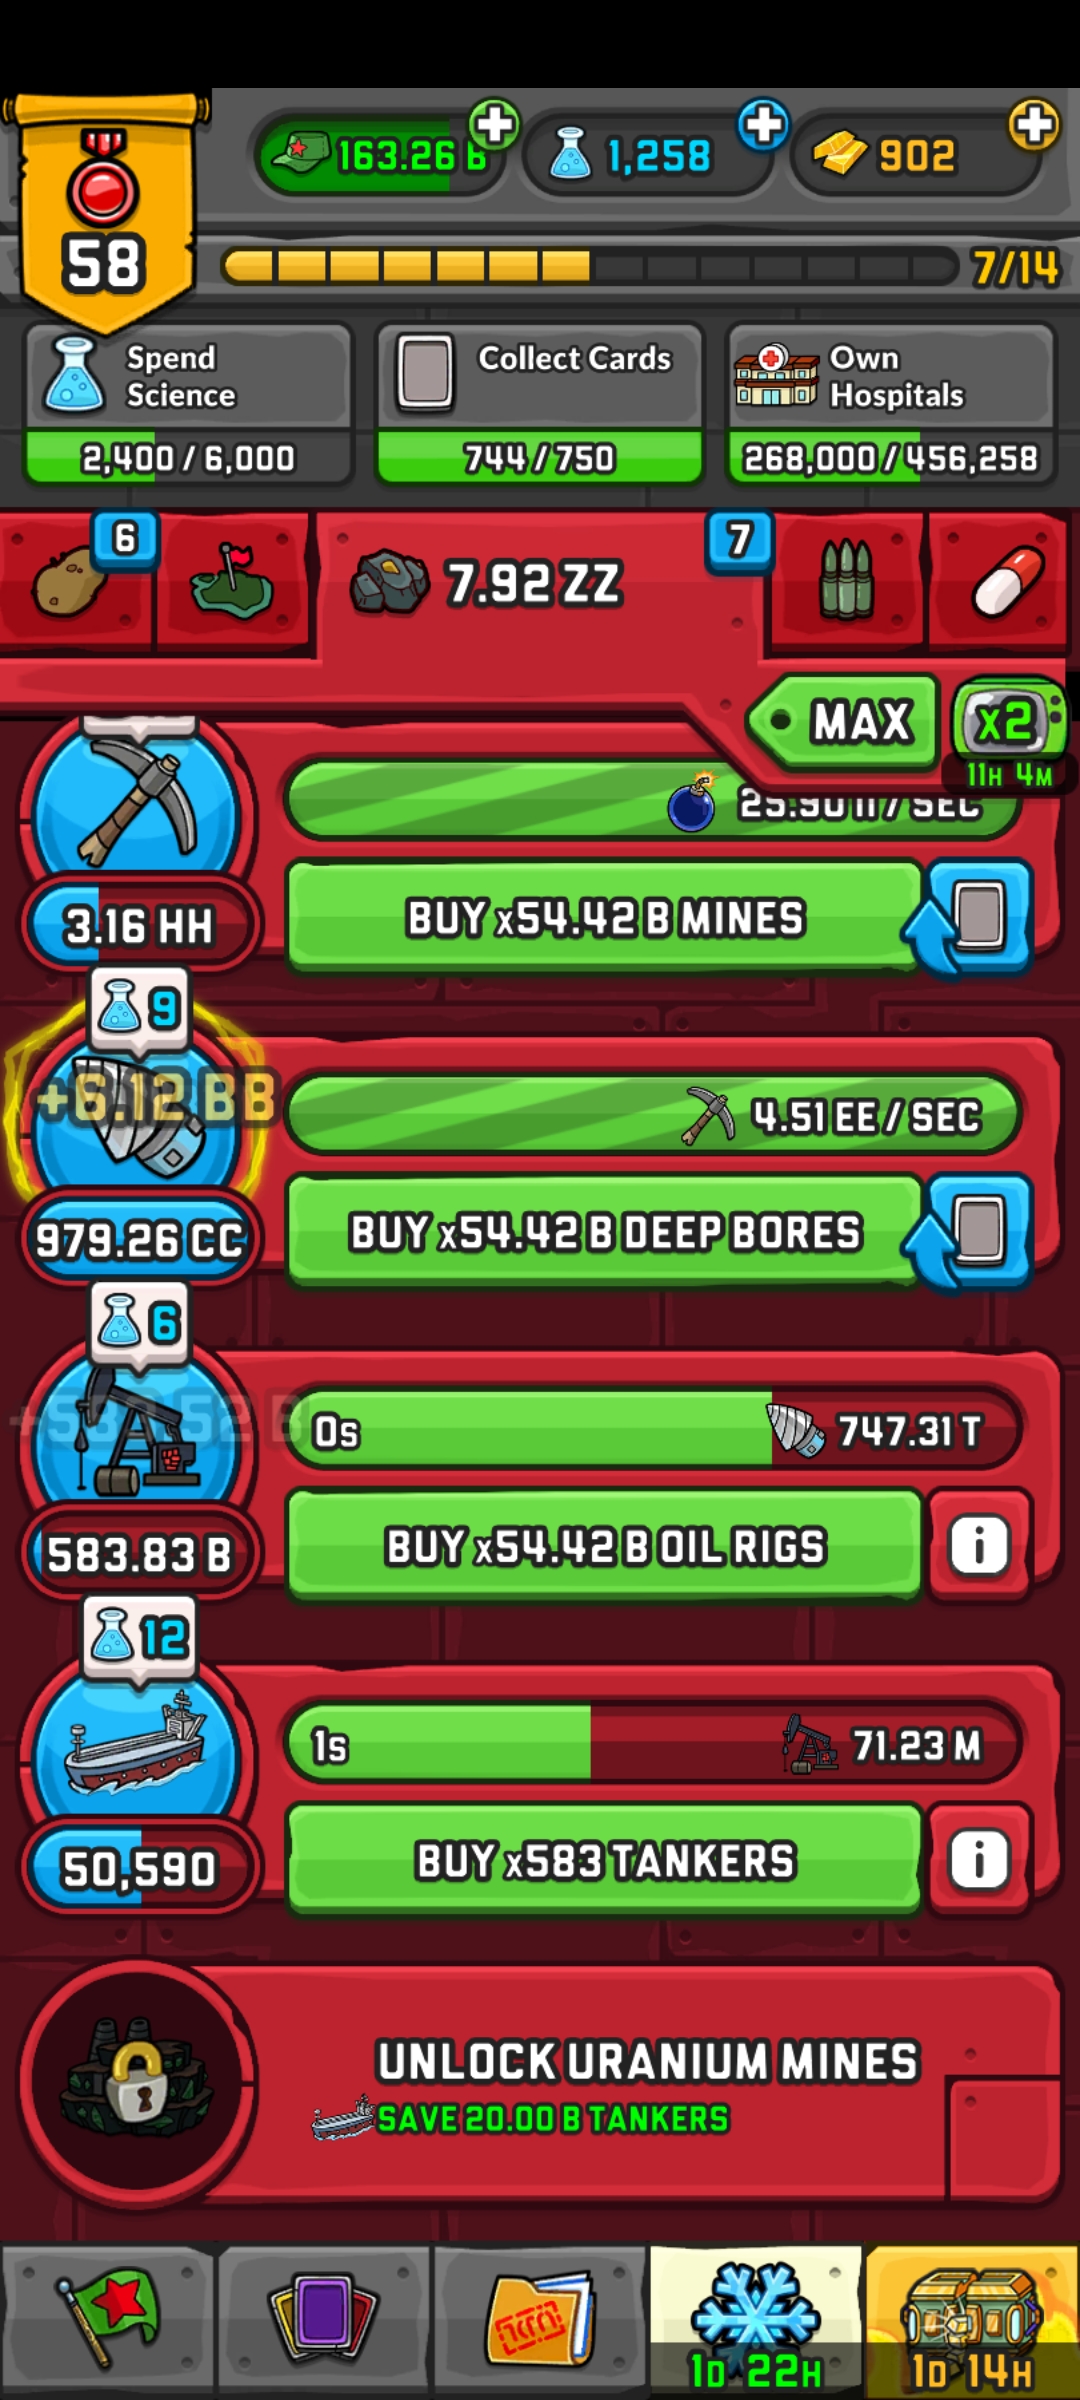 163.26 B
1,258
902
58
7/14
Spend
Science
2,400 / 6,000
Collect Cards
744 / 750
Own
Hospitals
268,000 / 456,258
6
7.92 ZZ
7
MAX
x2
11H 4M
25.90 II / SEC
3.16 HH
BUY x54.42 B MINES
9
+6.12 BB
4.51 EE / SEC
979.26 CC
BUY x54.42 B DEEP BORES
6
0s
747.31 T
583.83 B
BUY x54.42 B OIL RIGS
12
1s
71.23 M
50,590
BUY x583 TANKERS
UNLOCK URANIUM MINES
SAVE 20.00 B TANKERS
1D 22H
1D 14H